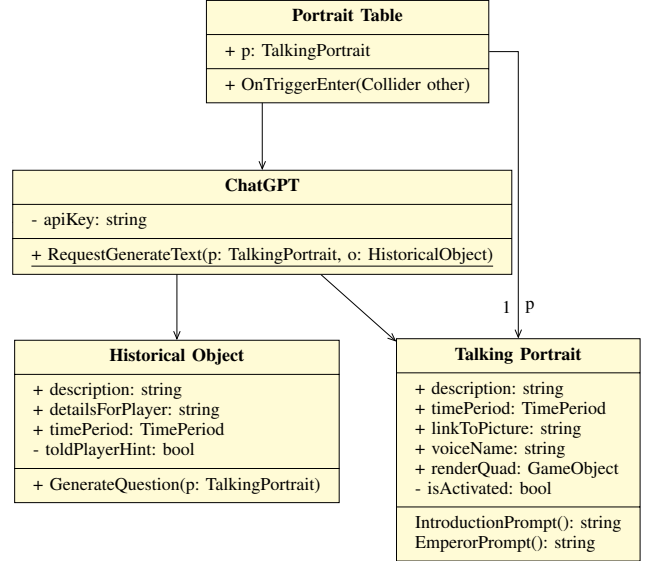 Portrait Table
+ p: TalkingPortrait
+ OnTriggerEnter(Collider other)
ChatGPT
- apiKey: string
+ RequestGenerateText(p: TalkingPortrait, o: HistoricalObject)
1 p
Historical Object
+ description: string
+ detailsForPlayer: string
+ timePeriod: TimePeriod
- toldPlayerHint: bool
+ GenerateQuestion(p: TalkingPortrait)
Talking Portrait
+ description: string
+ timePeriod: TimePeriod
+ linkToPicture: string
+ voiceName: string
+ renderQuad: GameObject
- isActivated: bool
IntroductionPrompt(): string
EmperorPrompt(): string